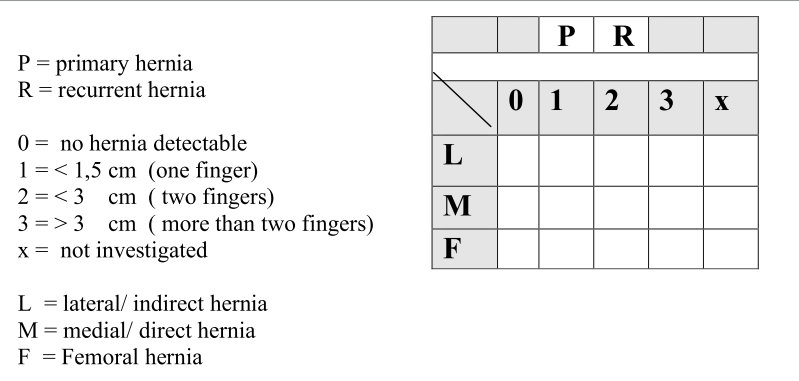 P = primary hernia
R = recurrent hernia
0 = no hernia detectable
1 = < 1,5 cm (one finger)
2 = < 3 cm ( two fingers)
3 = > 3 cm ( more than two fingers)
x = not investigated
L = lateral/ indirect hernia
M = medial/ direct hernia
F = Femoral hernia
P R
0 1 2 3 x
L
M
F